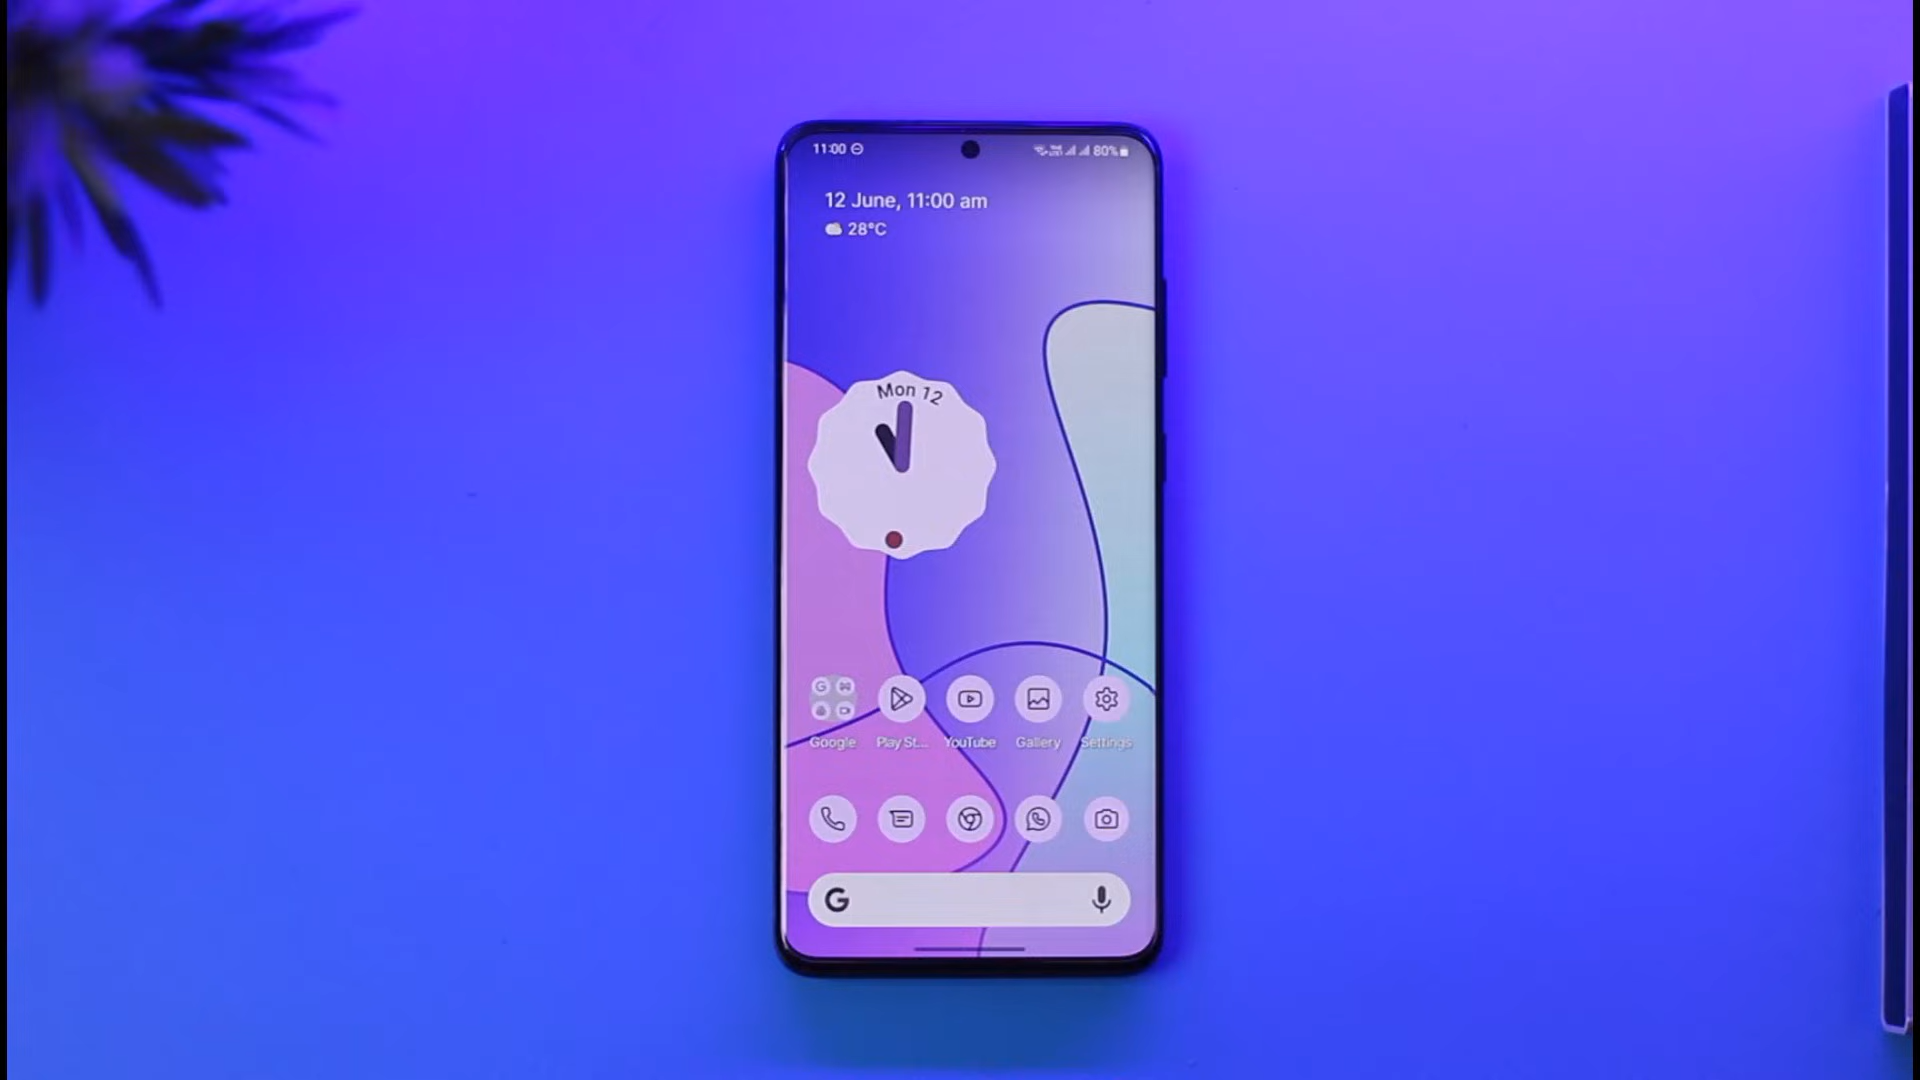 11:00
80%
12 June, 11:00 am
28°C
Mon 12
Google Play St... YouTube Gallery Settings
G